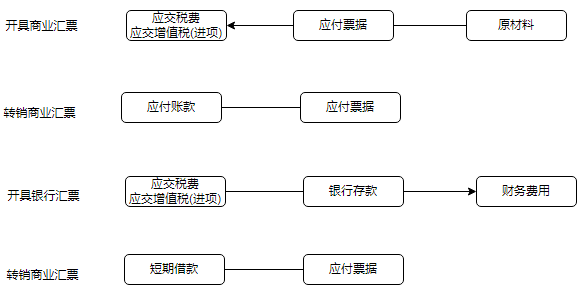 开具商业汇票
应交税费
应交增值税(进项)
应付票据
原材料
转销商业汇票
应付账款
应付票据
开具银行汇票
应交税费
应交增值税(进项)
银行存款
财务费用
转销商业汇票
短期借款
应付票据